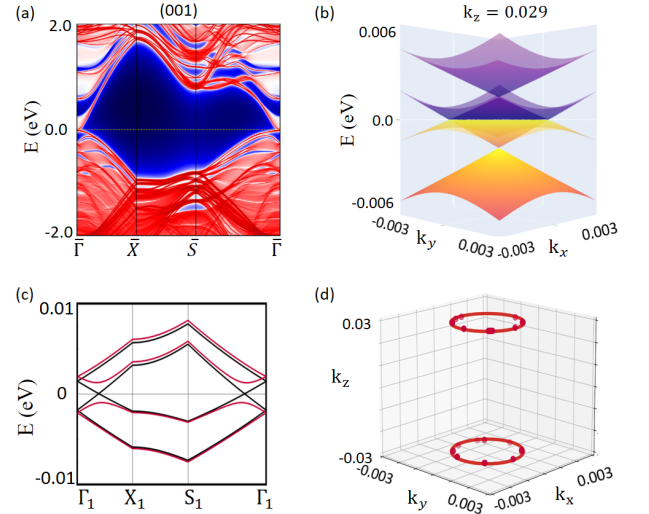 (a)
(001)
2.0
E (eV)
0.0
-2.0
Γ̅
X̅
S̅
Γ̅
(b)
k_z = 0.029
0.006
E (eV)
0.0
-0.006
-0.003
k_y
0.003
-0.003
k_x
0.003
(c)
0.01
E (eV)
0
-0.01
Γ₁
X₁
S₁
Γ₁
(d)
0.03
k_z
-0.03
-0.003
k_y
0.003
-0.003
k_x
0.003